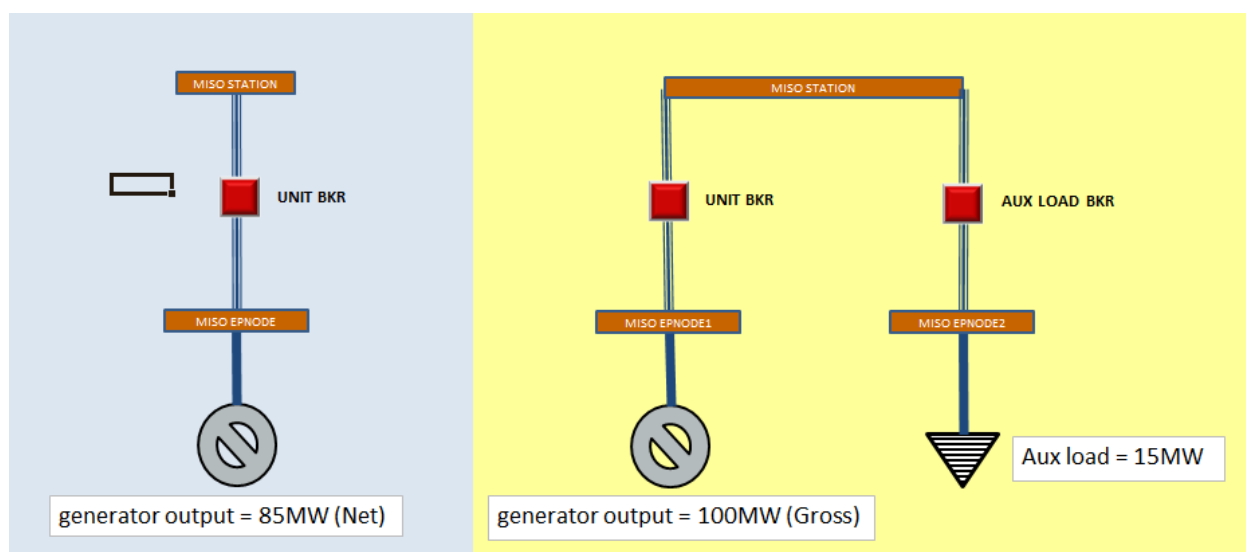 MISO STATION
UNIT BKR
MISO EPNODE
generator output = 85MW (Net)
MISO STATION
UNIT BKR
AUX LOAD BKR
MISO EPNODE1
MISO EPNODE2
Aux load = 15MW
generator output = 100MW (Gross)